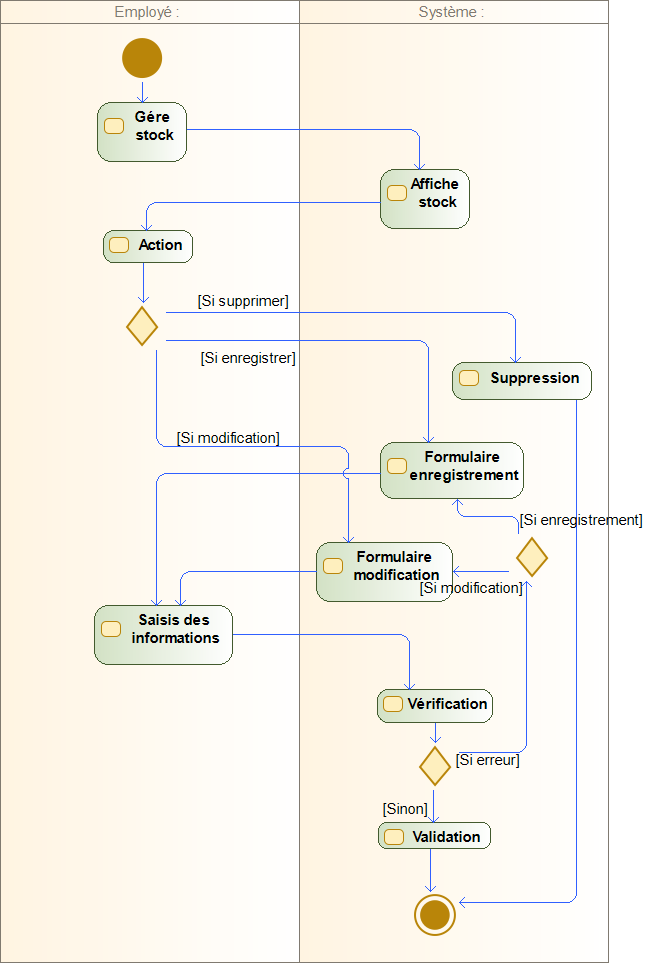 Employé :
Système :
Gére
stock
Affiche
stock
Action
[Si supprimer]
[Si enregistrer]
Suppression
[Si modification]
Formulaire
enregistrement
[Si enregistrement]
Formulaire
modification
[Si modification]
Saisis des
informations
Vérification
[Si erreur]
[Sinon]
Validation